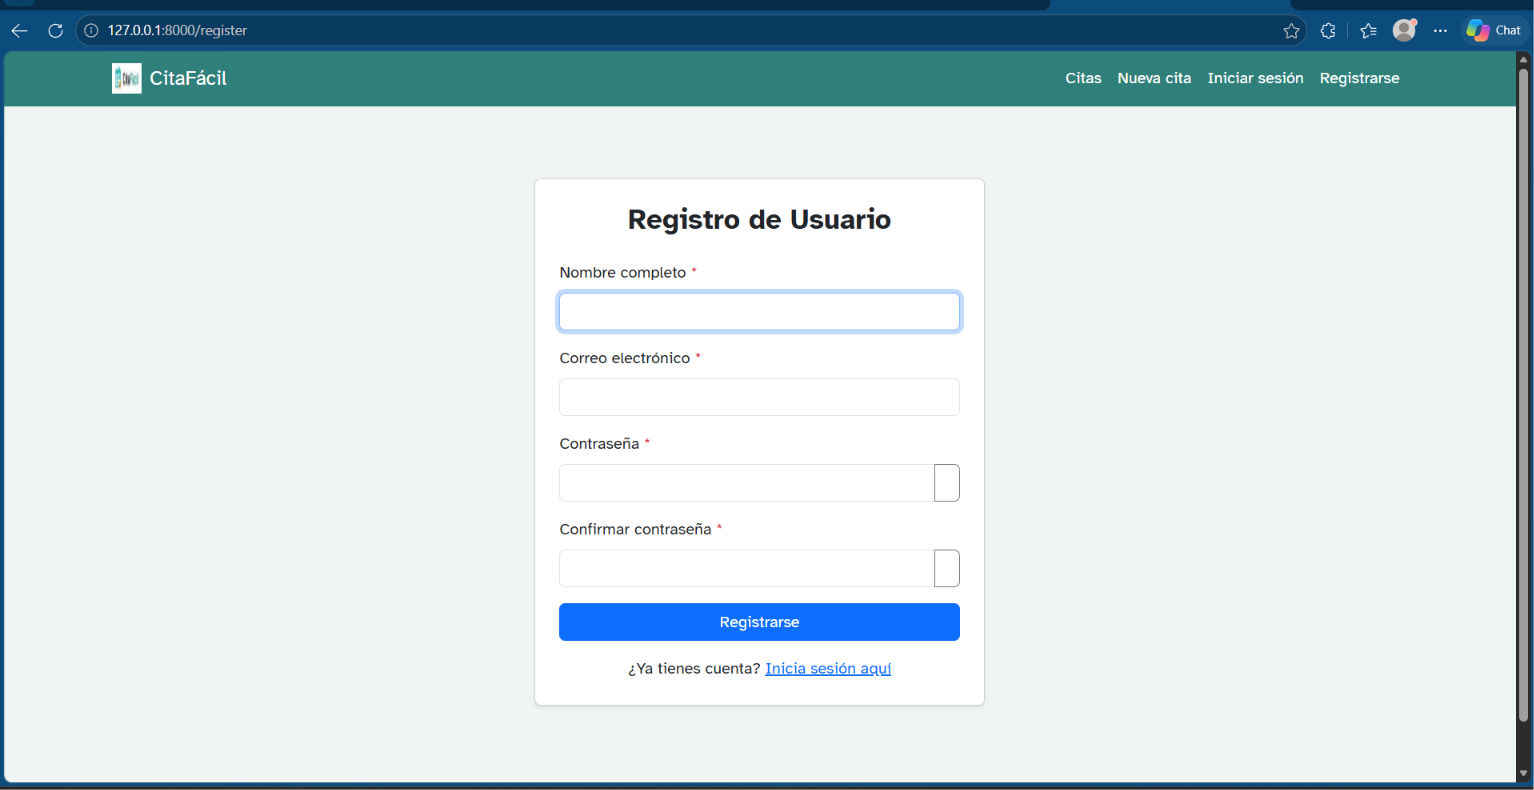 127.0.0.1:8000/register
Chat
CitaFácil
Citas Nueva cita Iniciar sesión Registrarse
Registro de Usuario
Nombre completo *
Correo electrónico *
Contraseña *
Confirmar contraseña *
Registrarse
¿Ya tienes cuenta? Inicia sesión aquí